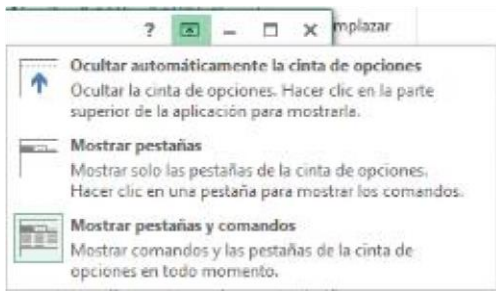 ? mplazar
Ocultar automáticamente la cinta de opciones
Ocultar la cinta de opciones. Hacer clic en la parte
superior de la aplicación para mostrarla.
Mostrar pestañas
Mostrar solo las pestañas de la cinta de opciones.
Hacer clic en una pestaña para mostrar los comandos.
Mostrar pestañas y comandos
Mostrar comandos y las pestañas de la cinta de
opciones en todo momento.